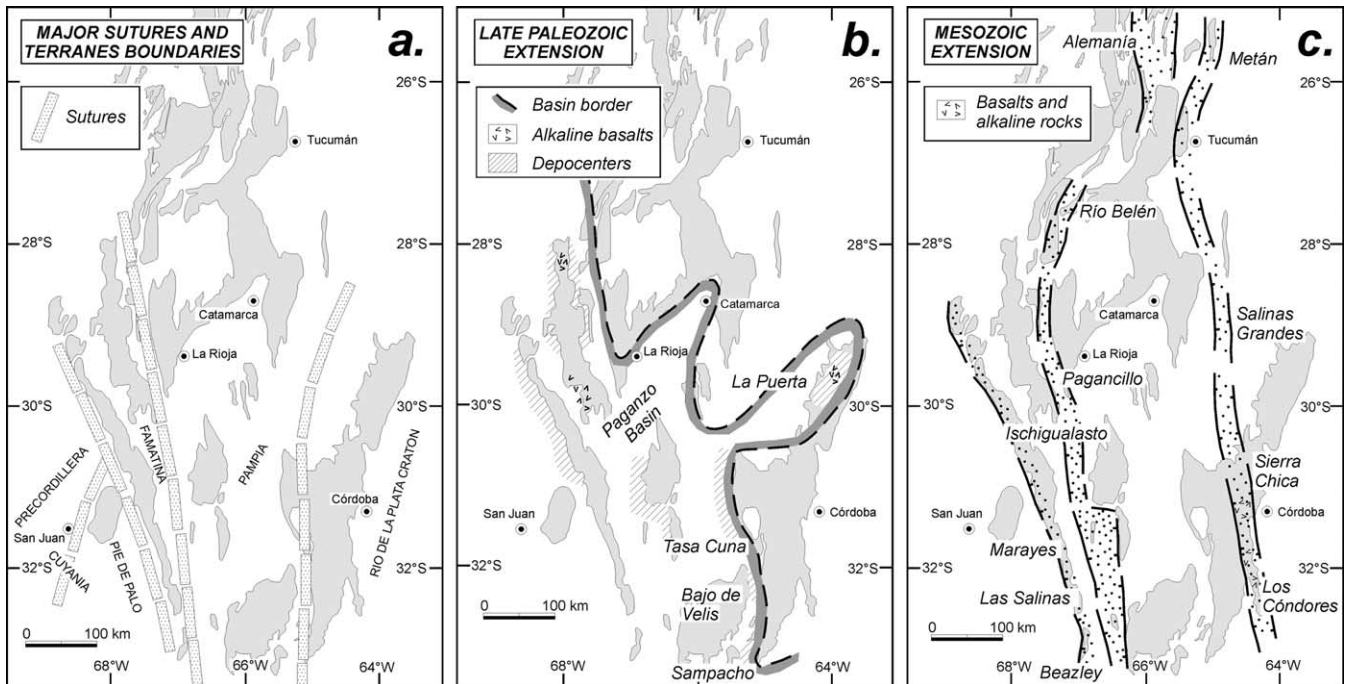 MAJOR SUTURES AND
TERRANES BOUNDARIES
a.
Sutures
26°S
Tucumán
28°S
Catamarca
La Rioja
30°S
PRECORDILLERA
FAMATINA
PAMPIA
Córdoba
San Juan
CUYANIA
PIE DE PALO
RIO DE LA PLATA CRATON
32°S
0 100 km
68°W 66°W 64°W
LATE PALEOZOIC
EXTENSION
b.
Basin border
Alkaline basalts
Depocenters
26°S
Tucumán
28°S
Catamarca
La Rioja
La Puerta
Paganzo
Basin
30°S
San Juan
Córdoba
Tasa Cuna
32°S
Bajo de
Velis
0 100 km
68°W
64°W
Sampacho
MESOZOIC
EXTENSION
c.
Alemanía
Metán
26°S
Basalts and
alkaline rocks
Tucumán
Río Belén
28°S
Catamarca
Salinas
Grandes
La Rioja
Pagancillo
30°S
Ischigualasto
Sierra
Chica
San Juan
Córdoba
Marayes
32°S
Las Salinas
Los
Cóndores
0 100 km
68°W 66°W 64°W
Beazley